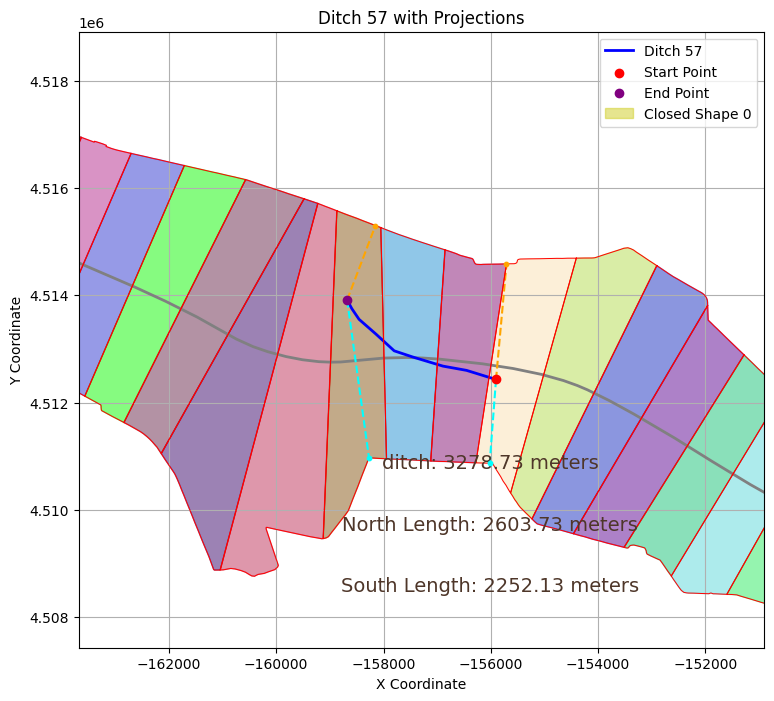 Ditch 57 with Projections
1e6
Ditch 57
Start Point
End Point
Closed Shape 0
4.518
4.516
4.514
4.512
4.510
4.508
Y Coordinate
ditch: 3278.73 meters
North Length: 2603.73 meters
South Length: 2252.13 meters
−162000 −160000 −158000 −156000 −154000 −152000
X Coordinate